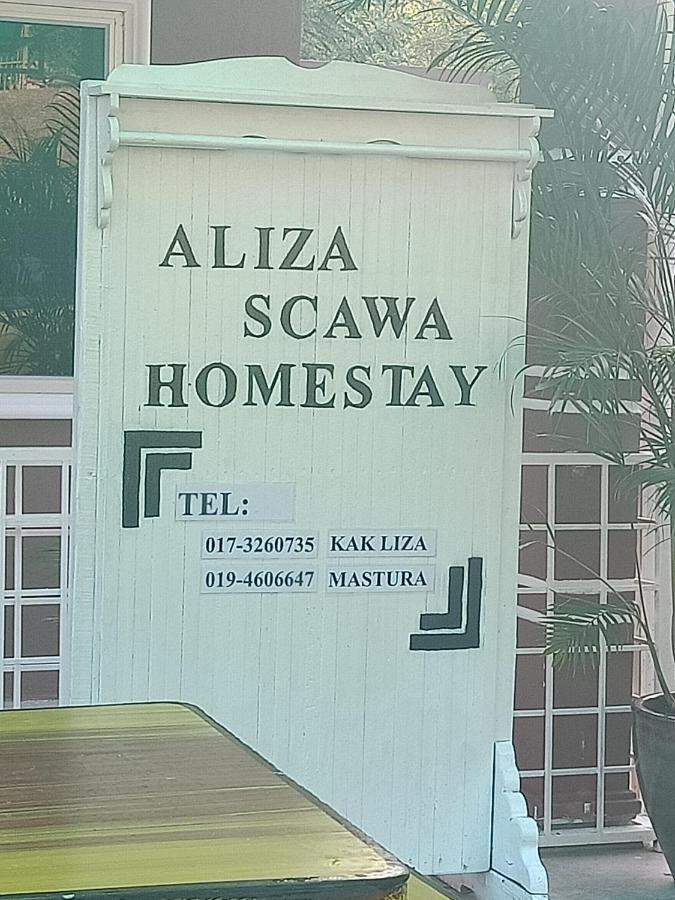 ALIZA
SCAWA
HOMESTAY
TEL:
017-3260735 KAK LIZA
019-4606647 MASTURA